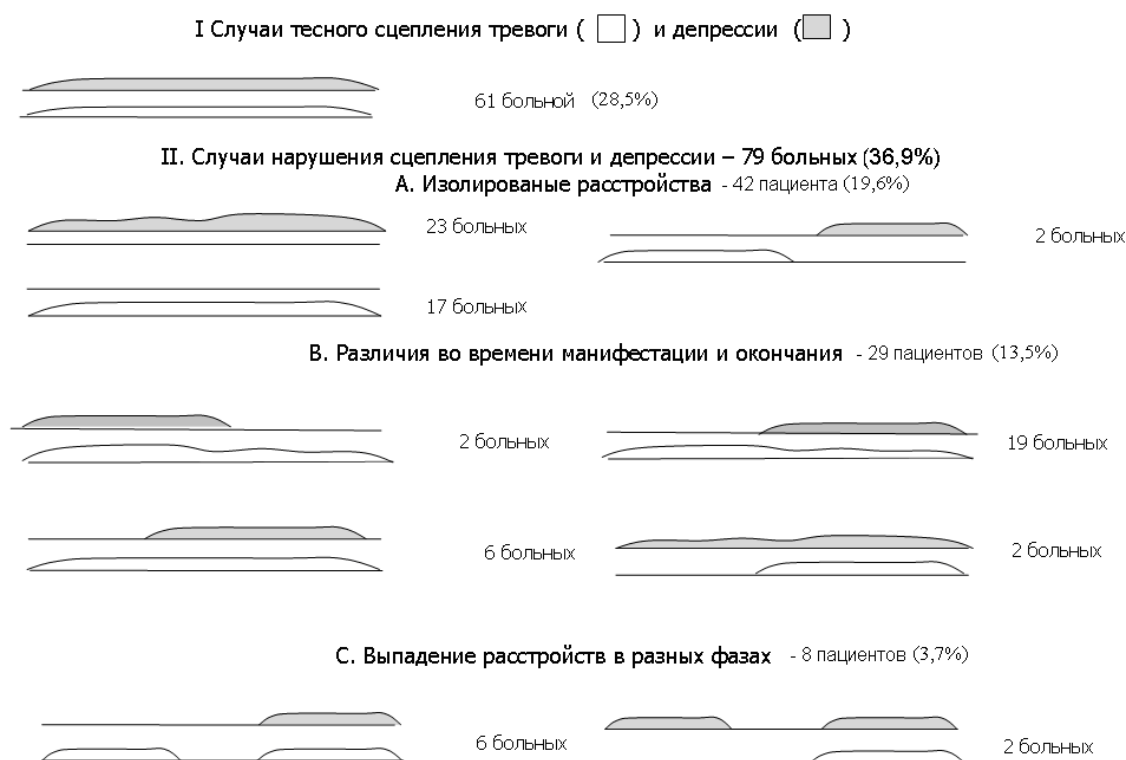 I Случаи тесного сцепления тревоги ( ) и депрессии ( )
61 больной (28,5%)
II. Случаи нарушения сцепления тревоги и депрессии – 79 больных (36,9%)
А. Изолированые расстройства - 42 пациента (19,6%)
23 больных
2 больных
17 больных
В. Различия во времени манифестации и окончания - 29 пациентов (13,5%)
2 больных
19 больных
6 больных
2 больных
С. Выпадение расстройств в разных фазах - 8 пациентов (3,7%)
6 больных
2 больных